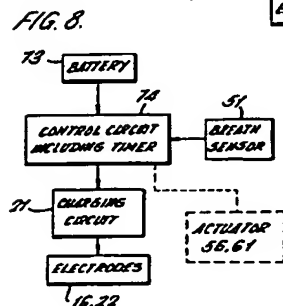 FIG. 8.
73
BATTERY
74
51
CONTROL CIRCUIT
INCLUDING TIMER
BREATH
SENSOR
21
CHARGING
CIRCUIT
ACTUATOR
56,61
ELECTRODES
16,22